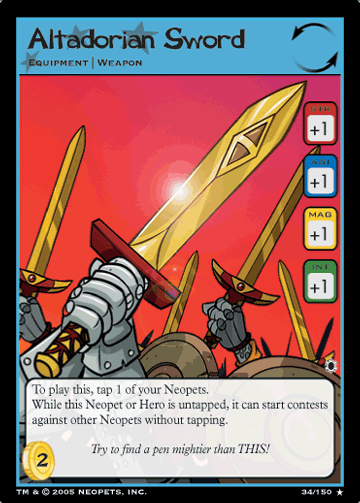 Altadorian Sword
Equipment | Weapon
STR
+1
AGI
+1
MAG
+1
INT
+1
To play this, tap 1 of your Neopets.
While this Neopet or Hero is untapped, it can start contests
against other Neopets without tapping.
Try to find a pen mightier than THIS!
2
TM & © 2005 NEOPETS, INC.
34/150 ★